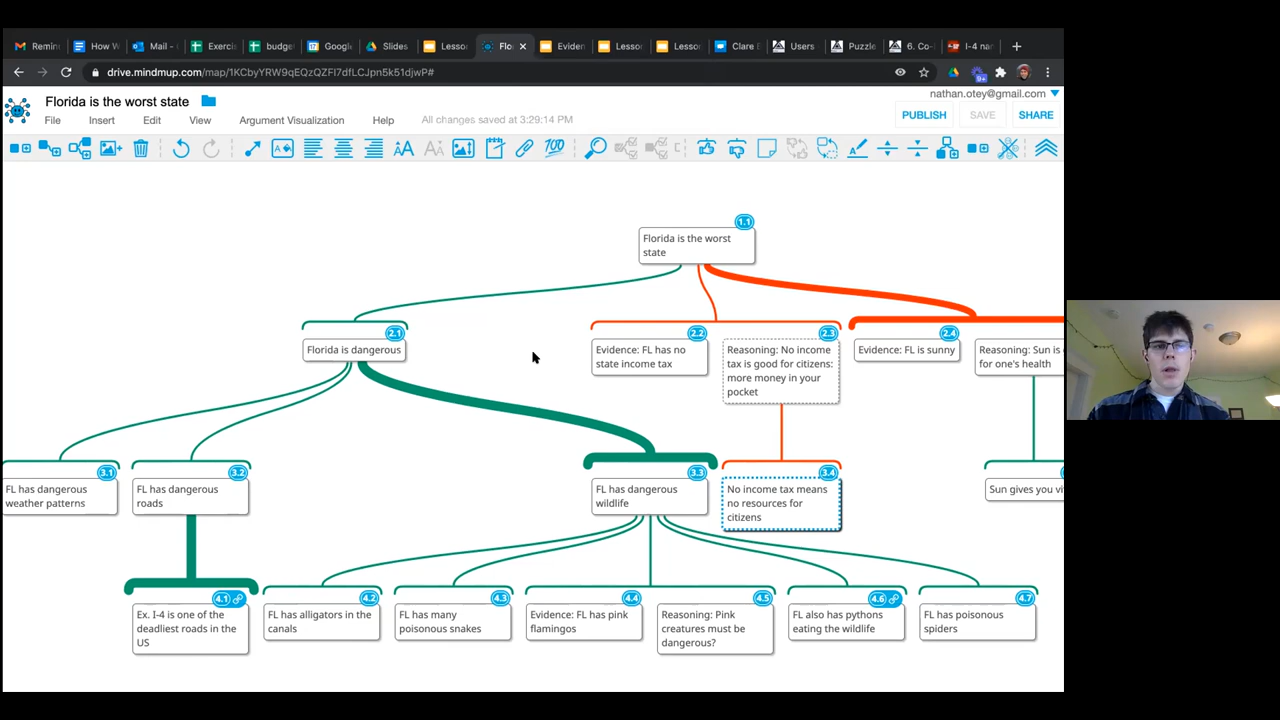 Remin
How W
Mail -
Exercis
budge
Googl
Slides
Lesso
Flo
Eviden
Lesson
Lesson
Clare E
Users
Puzzle
6. Co-
I-4 nar
drive.mindmup.com/map/1KCbyYRW9qEQzQZFI7dfLCJpn5k51djwP#
9+
nathan.otey@gmail.com
Florida is the worst state
File
Insert
Edit
View
Argument Visualization
Help
All changes saved at 3:29:14 PM
PUBLISH
SAVE
SHARE
1.1
Florida is the worst
state
2.1
Florida is dangerous
2.2
Evidence: FL has no
state income tax
2.3
Reasoning: No income
tax is good for citizens:
more money in your
pocket
2.4
Evidence: FL is sunny
Reasoning: Sun is
for one's health
3.1
FL has dangerous
weather patterns
3.2
FL has dangerous
roads
3.3
FL has dangerous
wildlife
3.4
No income tax means
no resources for
citizens
Sun gives you vi
4.1
Ex. I-4 is one of the
deadliest roads in the
US
4.2
FL has alligators in the
canals
4.3
FL has many
poisonous snakes
4.4
Evidence: FL has pink
flamingos
4.5
Reasoning: Pink
creatures must be
dangerous?
4.6
FL also has pythons
eating the wildlife
4.7
FL has poisonous
spiders